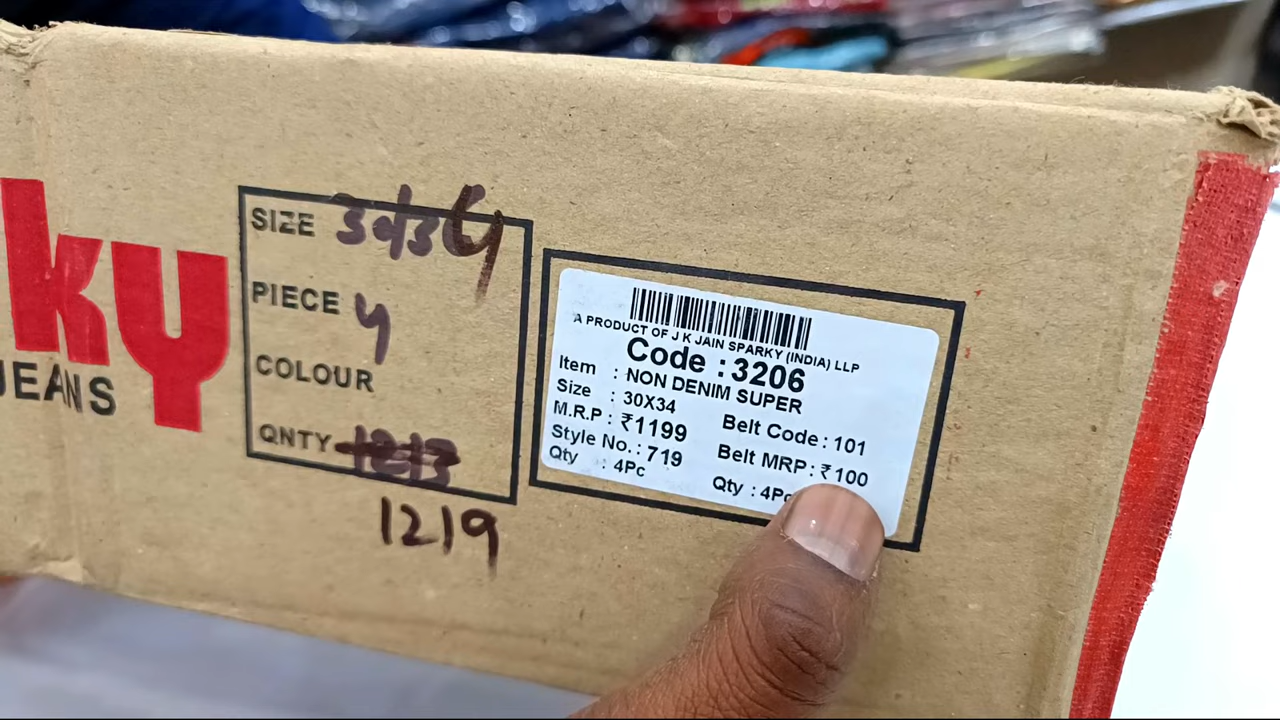 ky
JEANS
SIZE
PIECE 4
COLOUR
QNTY
1219
A PRODUCT OF J K JAIN SPARKY (INDIA) LLP
Code : 3206
Item : NON DENIM SUPER
Size : 30X34
M.R.P : ₹1199
Style No. : 719
Qty : 4Pc
Belt Code : 101
Belt MRP : ₹100
Qty : 4Pc